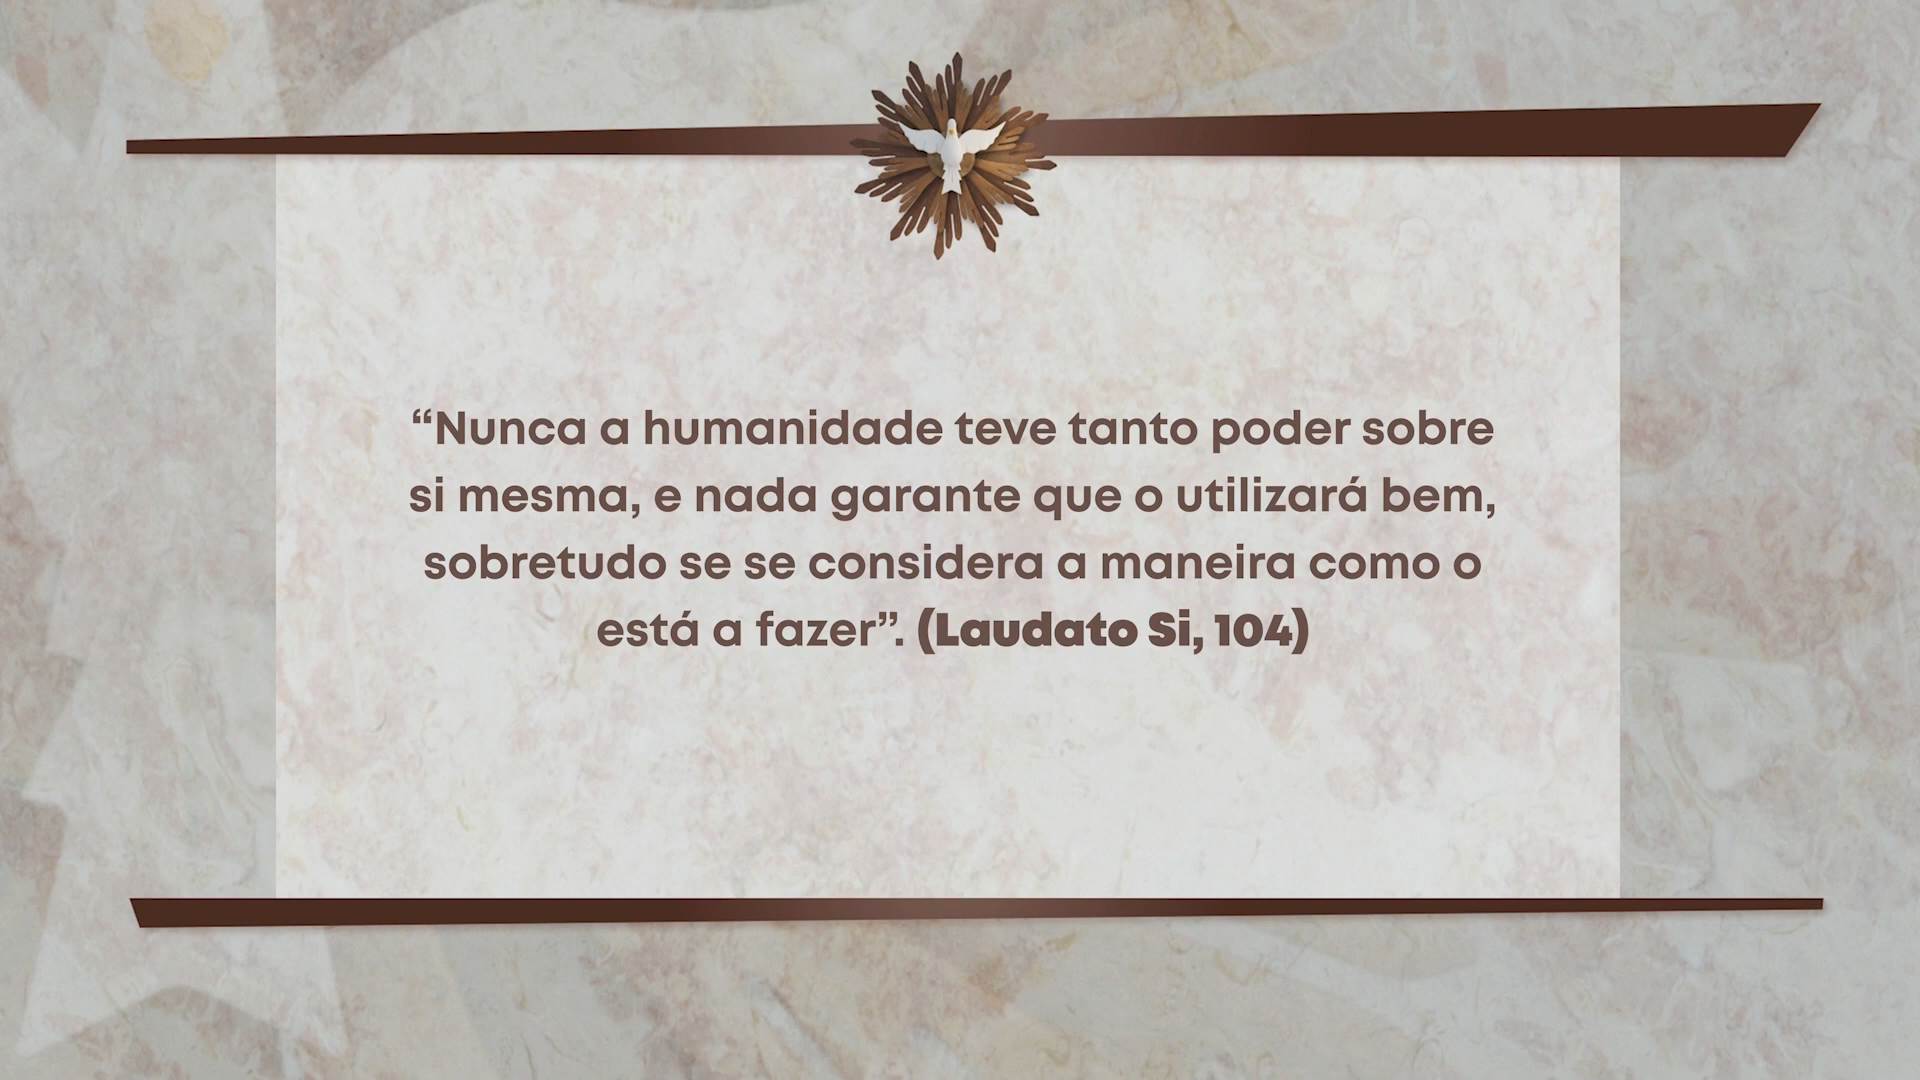 “Nunca a humanidade teve tanto poder sobre
si mesma, e nada garante que o utilizará bem,
sobretudo se se considera a maneira como o
está a fazer”. (Laudato Si, 104)